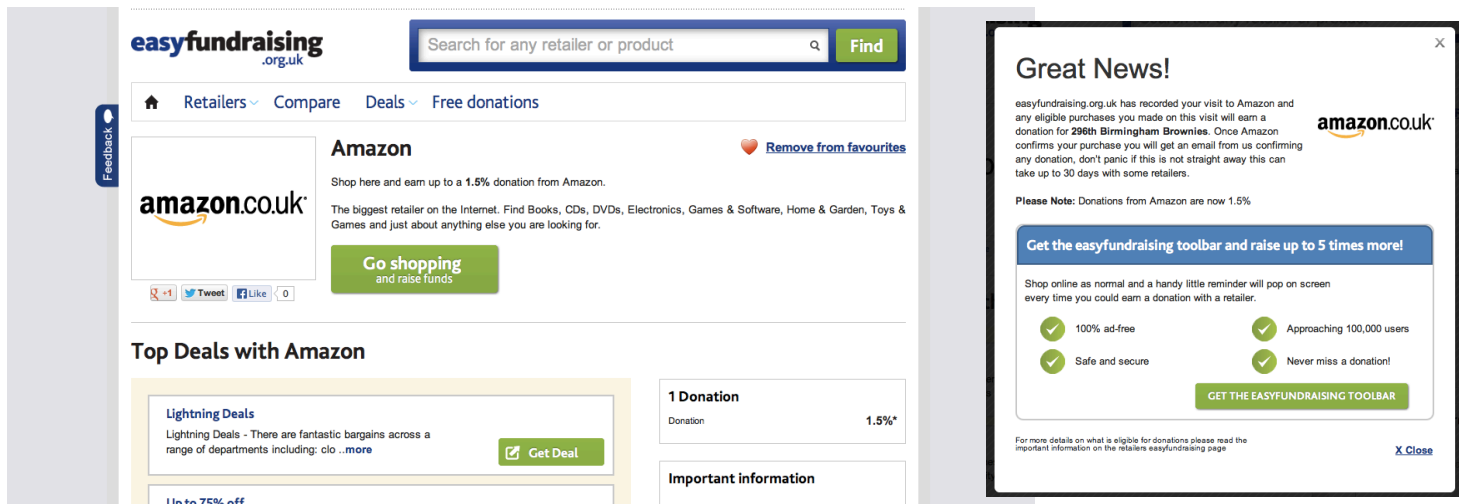 easyfundraising
.org.uk
Search for any retailer or product
Find
Retailers
Compare
Deals
Free donations
Feedback
amazon.co.uk
Amazon
Remove from favourites
Shop here and earn up to a 1.5% donation from Amazon.
The biggest retailer on the Internet. Find Books, CDs, DVDs, Electronics, Games & Software, Home & Garden, Toys &
Games and just about anything else you are looking for.
Go shopping
and raise funds
+1
Tweet
Like
0
Top Deals with Amazon
Lightning Deals
Lightning Deals - There are fantastic bargains across a
range of departments including: clo ..more
Get Deal
Up to 75% off
1 Donation
Donation
1.5%*
Important information
X
Great News!
easyfundraising.org.uk has recorded your visit to Amazon and
any eligible purchases you made on this visit will earn a
donation for 296th Birmingham Brownies. Once Amazon
confirms your purchase you will get an email from us confirming
any donation, don't panic if this is not straight away this can
take up to 30 days with some retailers.
amazon.co.uk
Please Note: Donations from Amazon are now 1.5%
Get the easyfundraising toolbar and raise up to 5 times more!
Shop online as normal and a handy little reminder will pop on screen
every time you could earn a donation with a retailer.
100% ad-free
Approaching 100,000 users
Safe and secure
Never miss a donation!
GET THE EASYFUNDRAISING TOOLBAR
For more details on what is eligible for donations please read the
important information on the retailers easyfundraising page
X Close